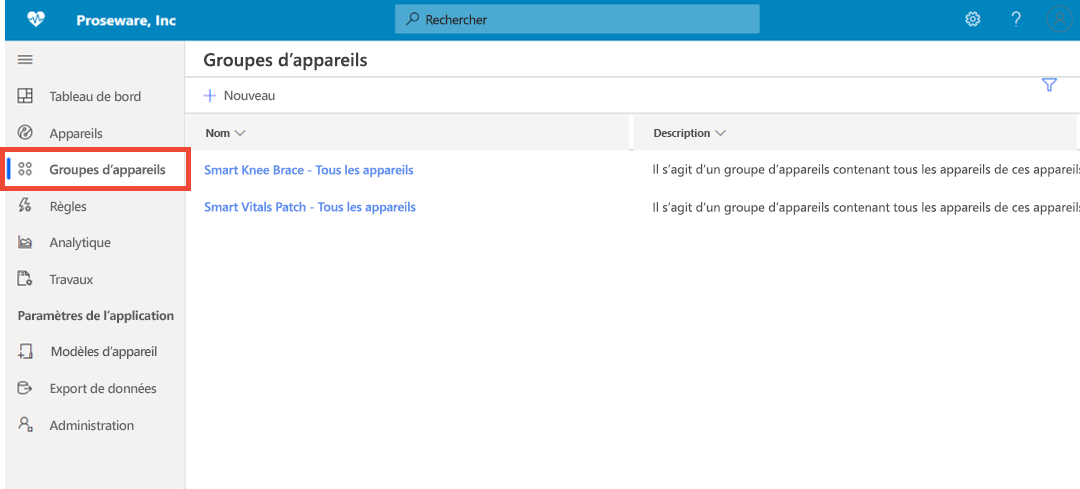 Proseware, Inc
Rechercher
?
Groupes d’appareils
Tableau de bord
Nouveau
Appareils
Nom
Description
Groupes d’appareils
Smart Knee Brace - Tous les appareils
Il s’agit d’un groupe d’appareils contenant tous les appareils de ces appareils
Règles
Smart Vitals Patch - Tous les appareils
Il s’agit d’un groupe d’appareils contenant tous les appareils de ces appareils
Analytique
Travaux
Paramètres de l’application
Modèles d’appareil
Export de données
Administration